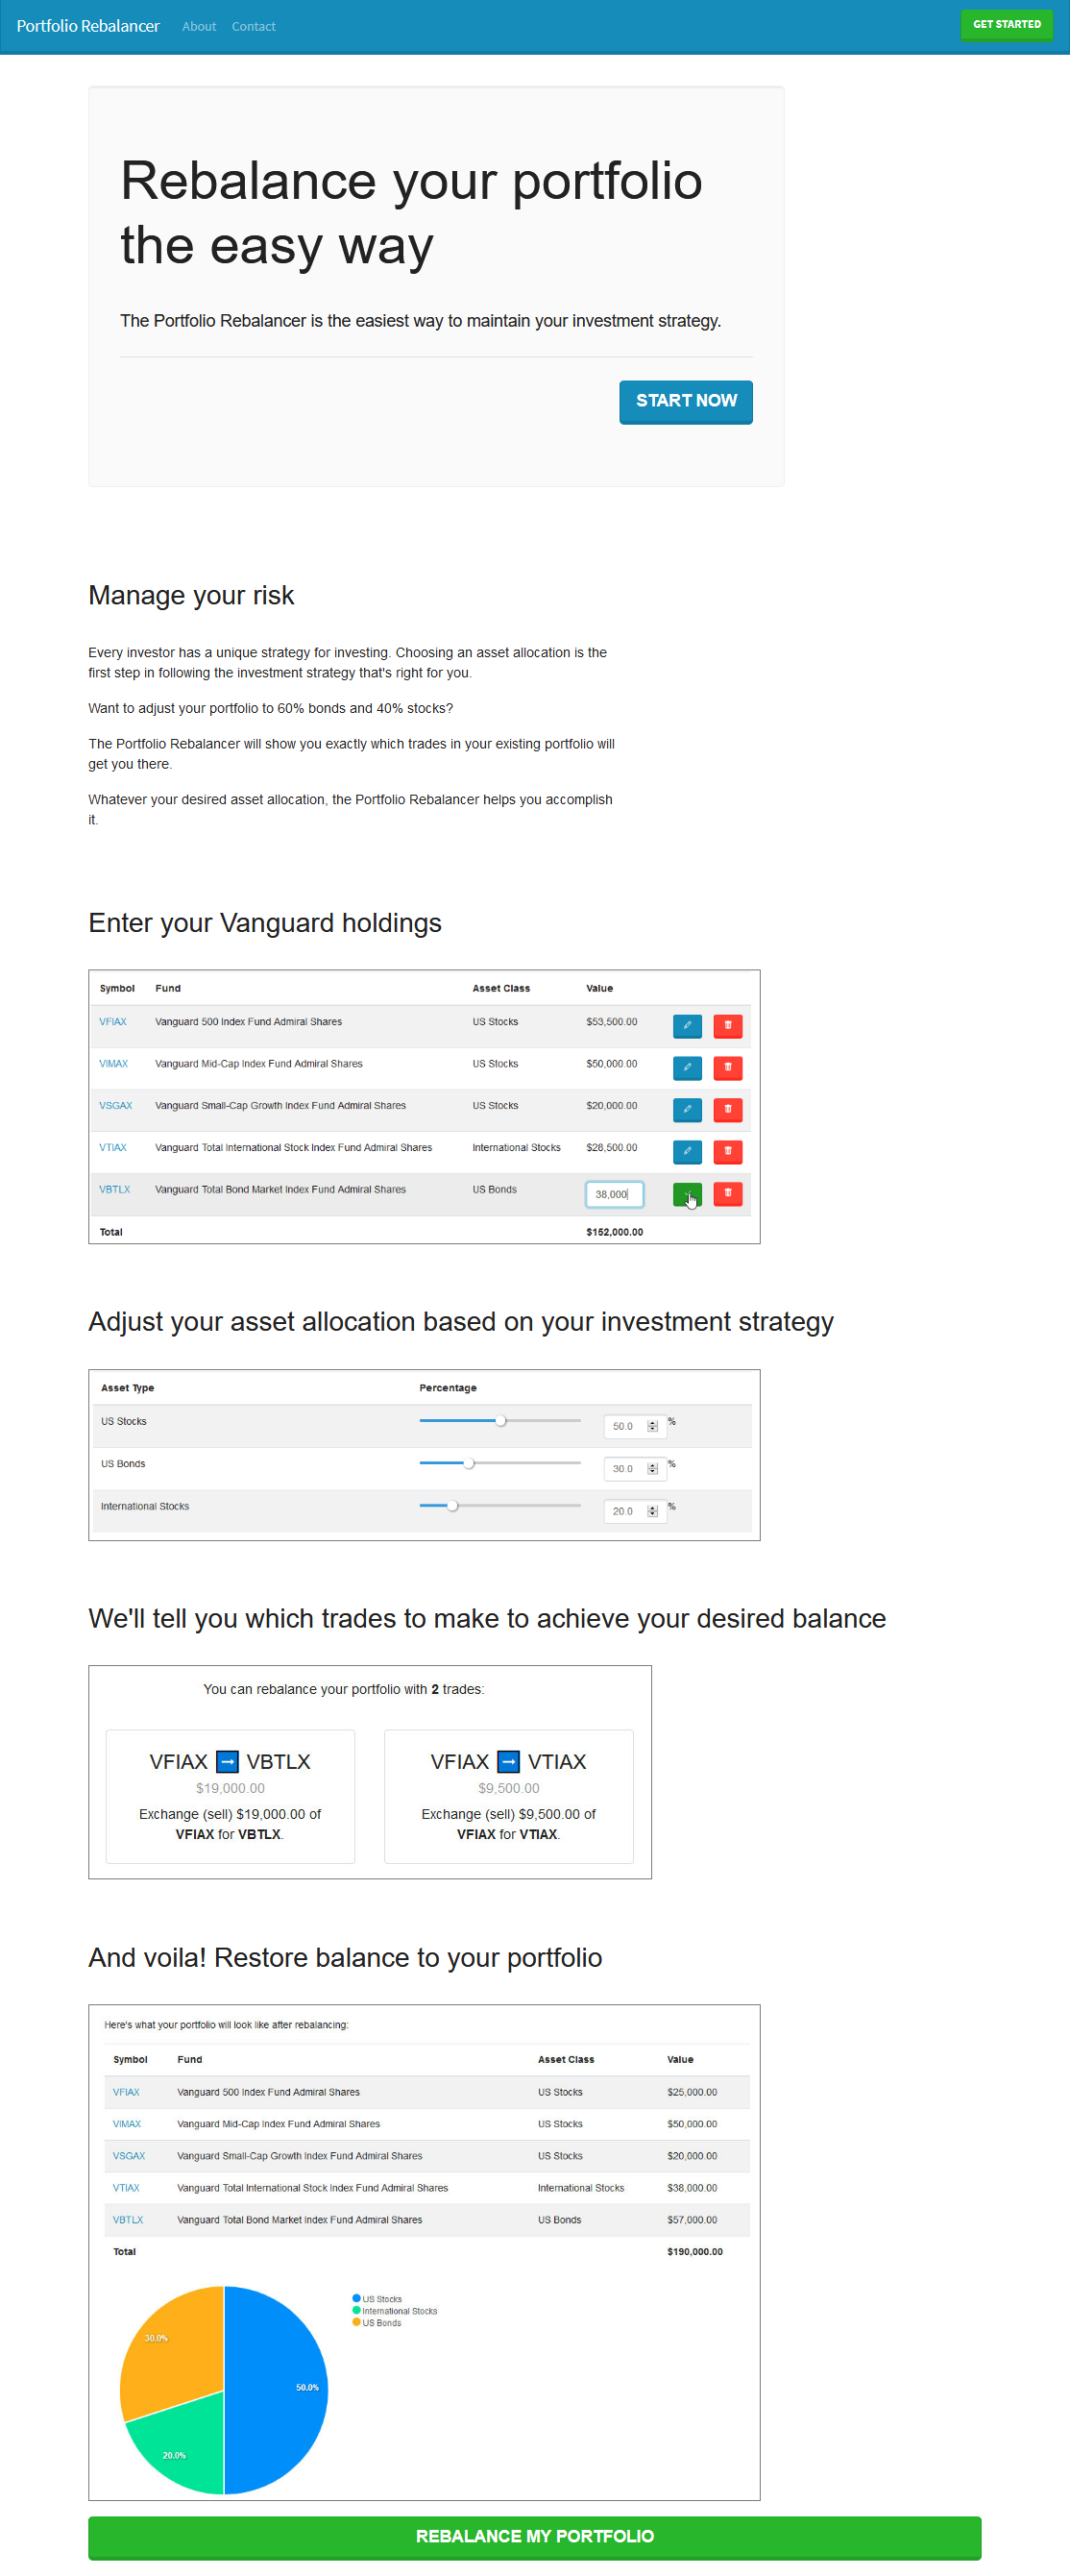 Portfolio Rebalancer About Contact GET STARTED
Rebalance your portfolio
the easy way
The Portfolio Rebalancer is the easiest way to maintain your investment strategy.
START NOW
Manage your risk
Every investor has a unique strategy for investing. Choosing an asset allocation is the
first step in following the investment strategy that's right for you.
Want to adjust your portfolio to 60% bonds and 40% stocks?
The Portfolio Rebalancer will show you exactly which trades in your existing portfolio will
get you there.
Whatever your desired asset allocation, the Portfolio Rebalancer helps you accomplish
it.
Enter your Vanguard holdings
Symbol Fund Asset Class Value
VFIAX Vanguard 500 Index Fund Admiral Shares US Stocks $53,500.00
VIMAX Vanguard Mid-Cap Index Fund Admiral Shares US Stocks $50,000.00
VSGAX Vanguard Small-Cap Growth Index Fund Admiral Shares US Stocks $20,000.00
VTIAX Vanguard Total International Stock Index Fund Admiral Shares International Stocks $28,500.00
VBTLX Vanguard Total Bond Market Index Fund Admiral Shares US Bonds 38,000
Total $152,000.00
Adjust your asset allocation based on your investment strategy
Asset Type Percentage
US Stocks 50.0 %
US Bonds 30.0 %
International Stocks 20.0 %
We'll tell you which trades to make to achieve your desired balance
You can rebalance your portfolio with 2 trades:
VFIAX ➡ VBTLX
$19,000.00
Exchange (sell) $19,000.00 of
VFIAX for VBTLX.
VFIAX ➡ VTIAX
$9,500.00
Exchange (sell) $9,500.00 of
VFIAX for VTIAX.
And voila! Restore balance to your portfolio
Here's what your portfolio will look like after rebalancing:
Symbol Fund Asset Class Value
VFIAX Vanguard 500 Index Fund Admiral Shares US Stocks $25,000.00
VIMAX Vanguard Mid-Cap Index Fund Admiral Shares US Stocks $50,000.00
VSGAX Vanguard Small-Cap Growth Index Fund Admiral Shares US Stocks $20,000.00
VTIAX Vanguard Total International Stock Index Fund Admiral Shares International Stocks $38,000.00
VBTLX Vanguard Total Bond Market Index Fund Admiral Shares US Bonds $57,000.00
Total $190,000.00
US Stocks
International Stocks
US Bonds
30.0%
50.0%
20.0%
REBALANCE MY PORTFOLIO